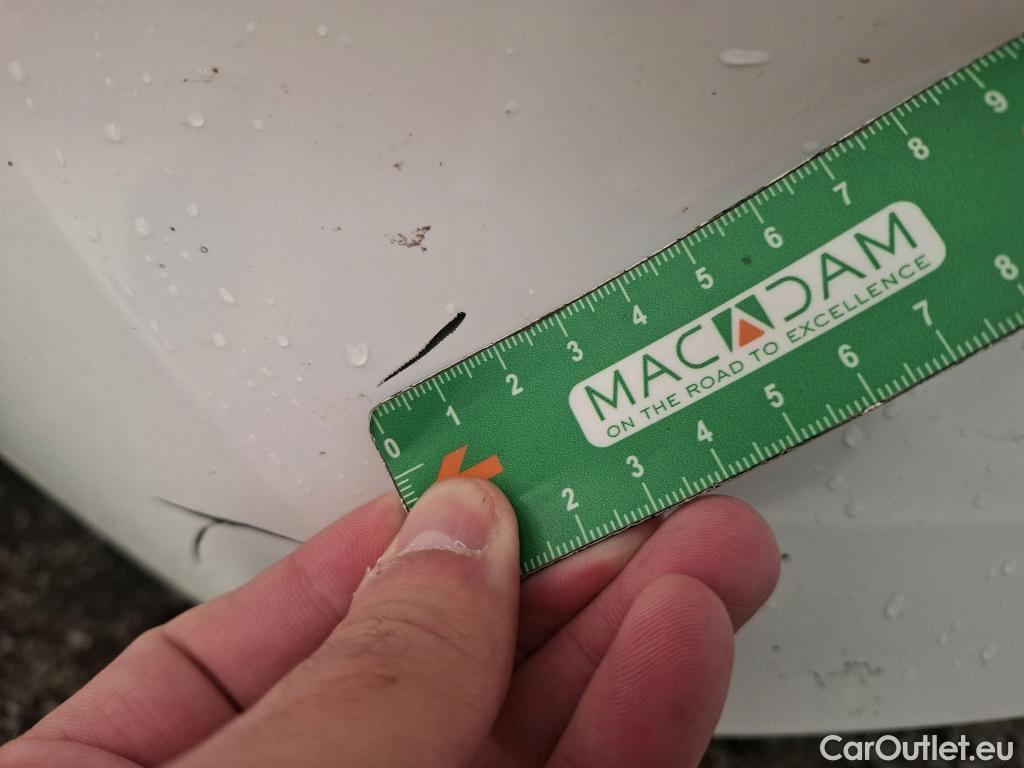 0 1 2 3 4 5 6 7 8 9
MACADAM
ON THE ROAD TO EXCELLENCE
2 3 4 5 6 7 8
CarOutlet.eu